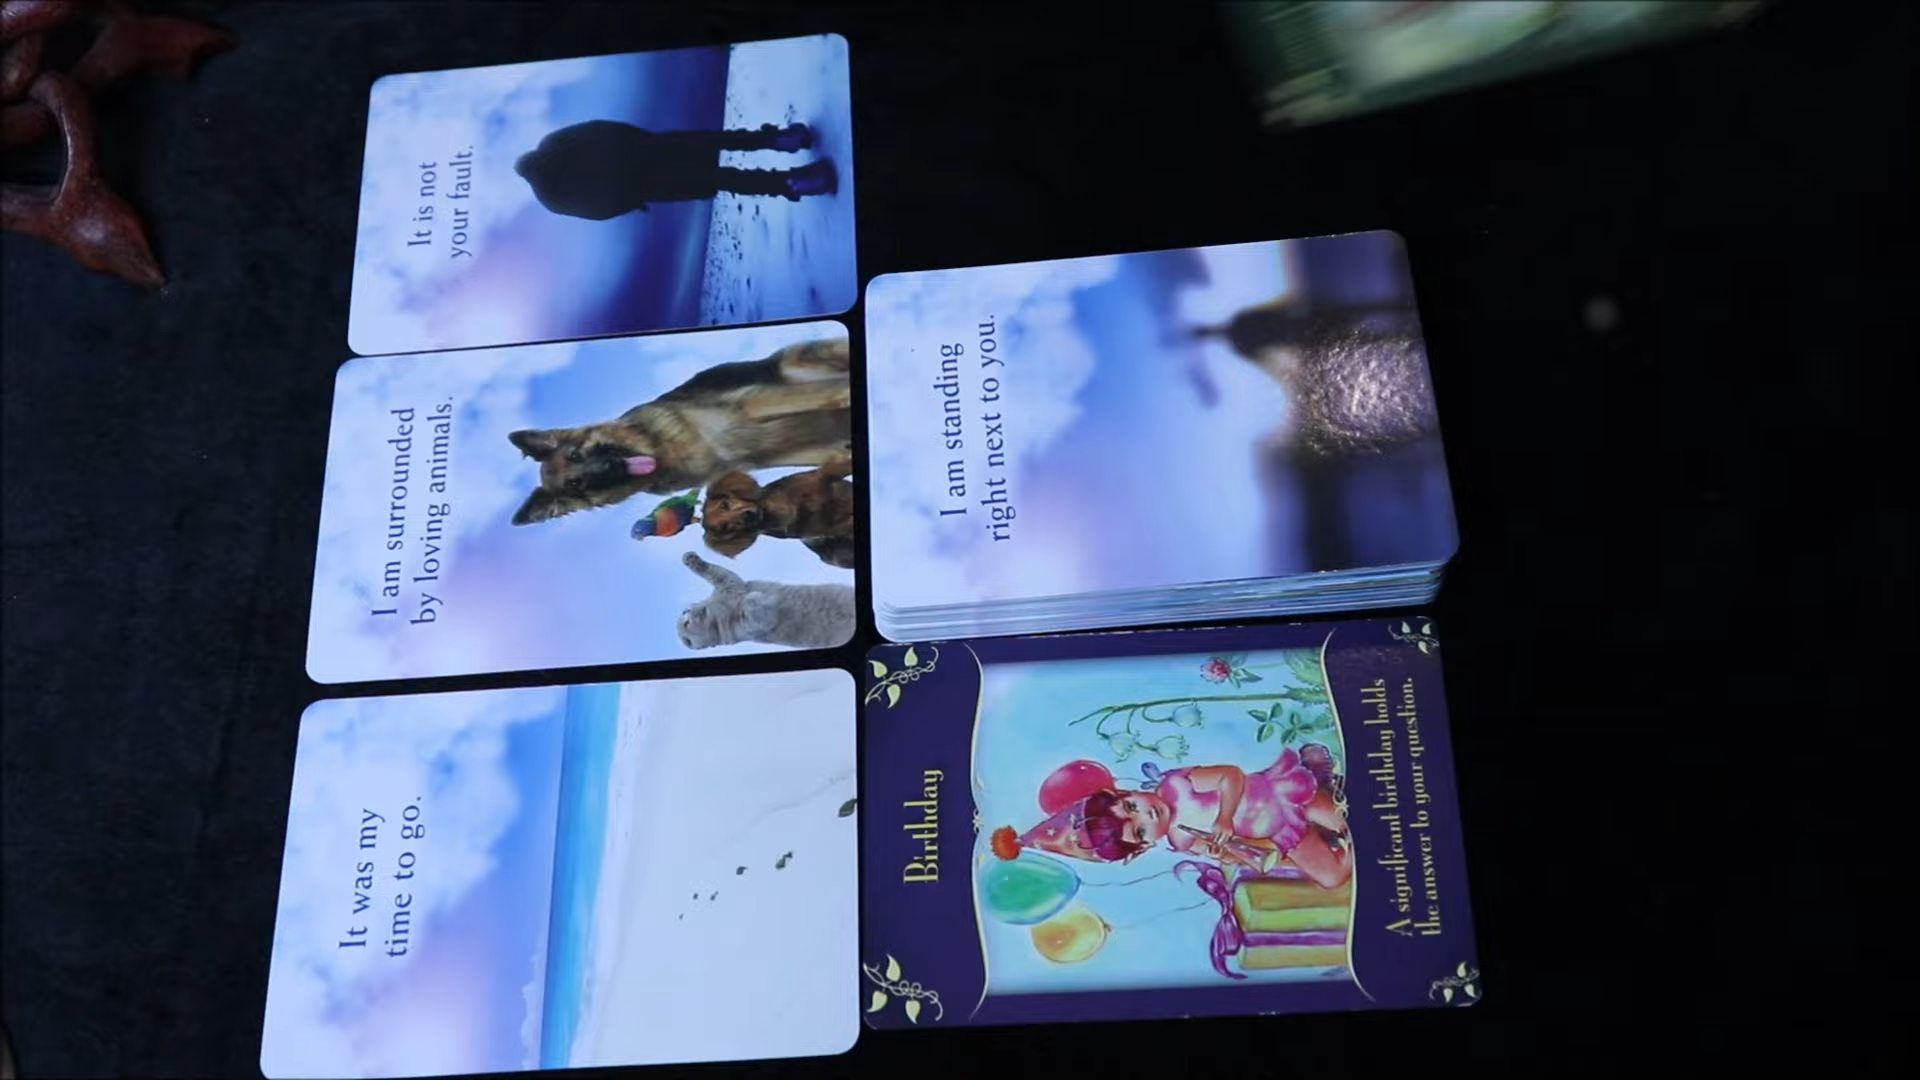 It is not
your fault.
I am surrounded
by loving animals.
It was my
time to go.
I am standing
right next to you.
Birthday
A significant birthday holds
the answer to your question.